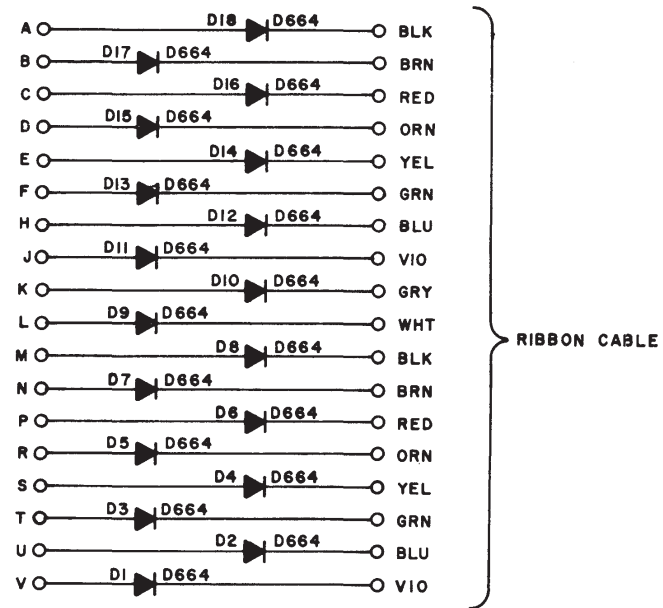 A D18 D664 BLK
B D17 D664 BRN
C D16 D664 RED
D D15 D664 ORN
E D14 D664 YEL
F D13 D664 GRN
H D12 D664 BLU
J D11 D664 VIO
K D10 D664 GRY
L D9 D664 WHT
RIBBON CABLE
M D8 D664 BLK
N D7 D664 BRN
P D6 D664 RED
R D5 D664 ORN
S D4 D664 YEL
T D3 D664 GRN
U D2 D664 BLU
V D1 D664 VIO